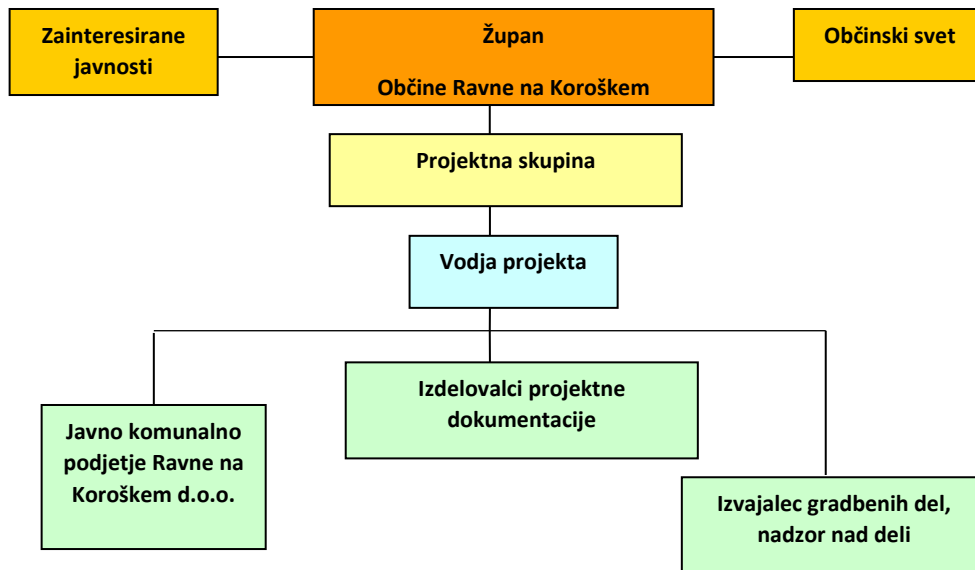 Zainteresirane
javnosti
Župan
Občine Ravne na Koroškem
Občinski svet
Projektna skupina
Vodja projekta
Javno komunalno
podjetje Ravne na
Koroškem d.o.o.
Izdelovalci projektne
dokumentacije
Izvajalec gradbenih del,
nadzor nad deli